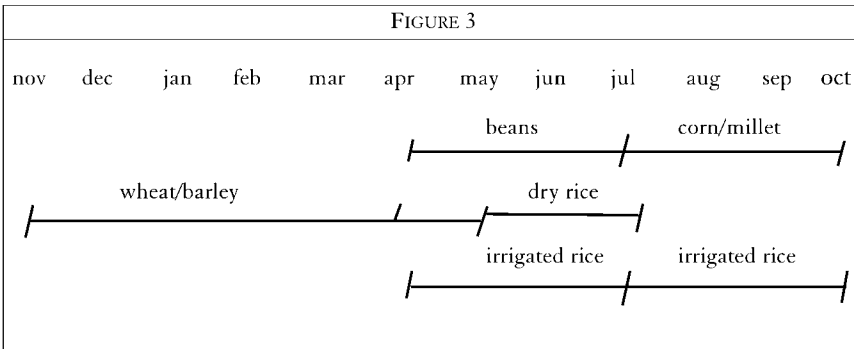 FIGURE 3
nov dec jan feb mar apr may jun jul aug sep oct
beans corn/millet
wheat/barley dry rice
irrigated rice irrigated rice